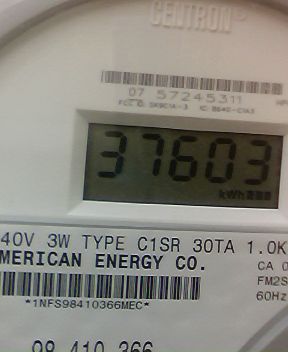 CENTRON®
07 57245311
37603
kWh
40V 3W TYPE C1SR 30TA 1.0K
MERICAN ENERGY CO.
CA 0
FM2S
60Hz
*1NFS98410366MEC*
98 410 366